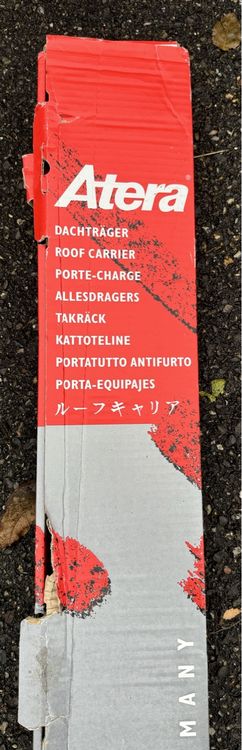 Atera®
DACHTRÄGER
ROOF CARRIER
PORTE-CHARGE
ALLESDRAGERS
TAKRÄCK
KATTOTELINE
PORTATUTTO ANTIFURTO
PORTA-EQUIPAJES
ルーフキャリア
MANY